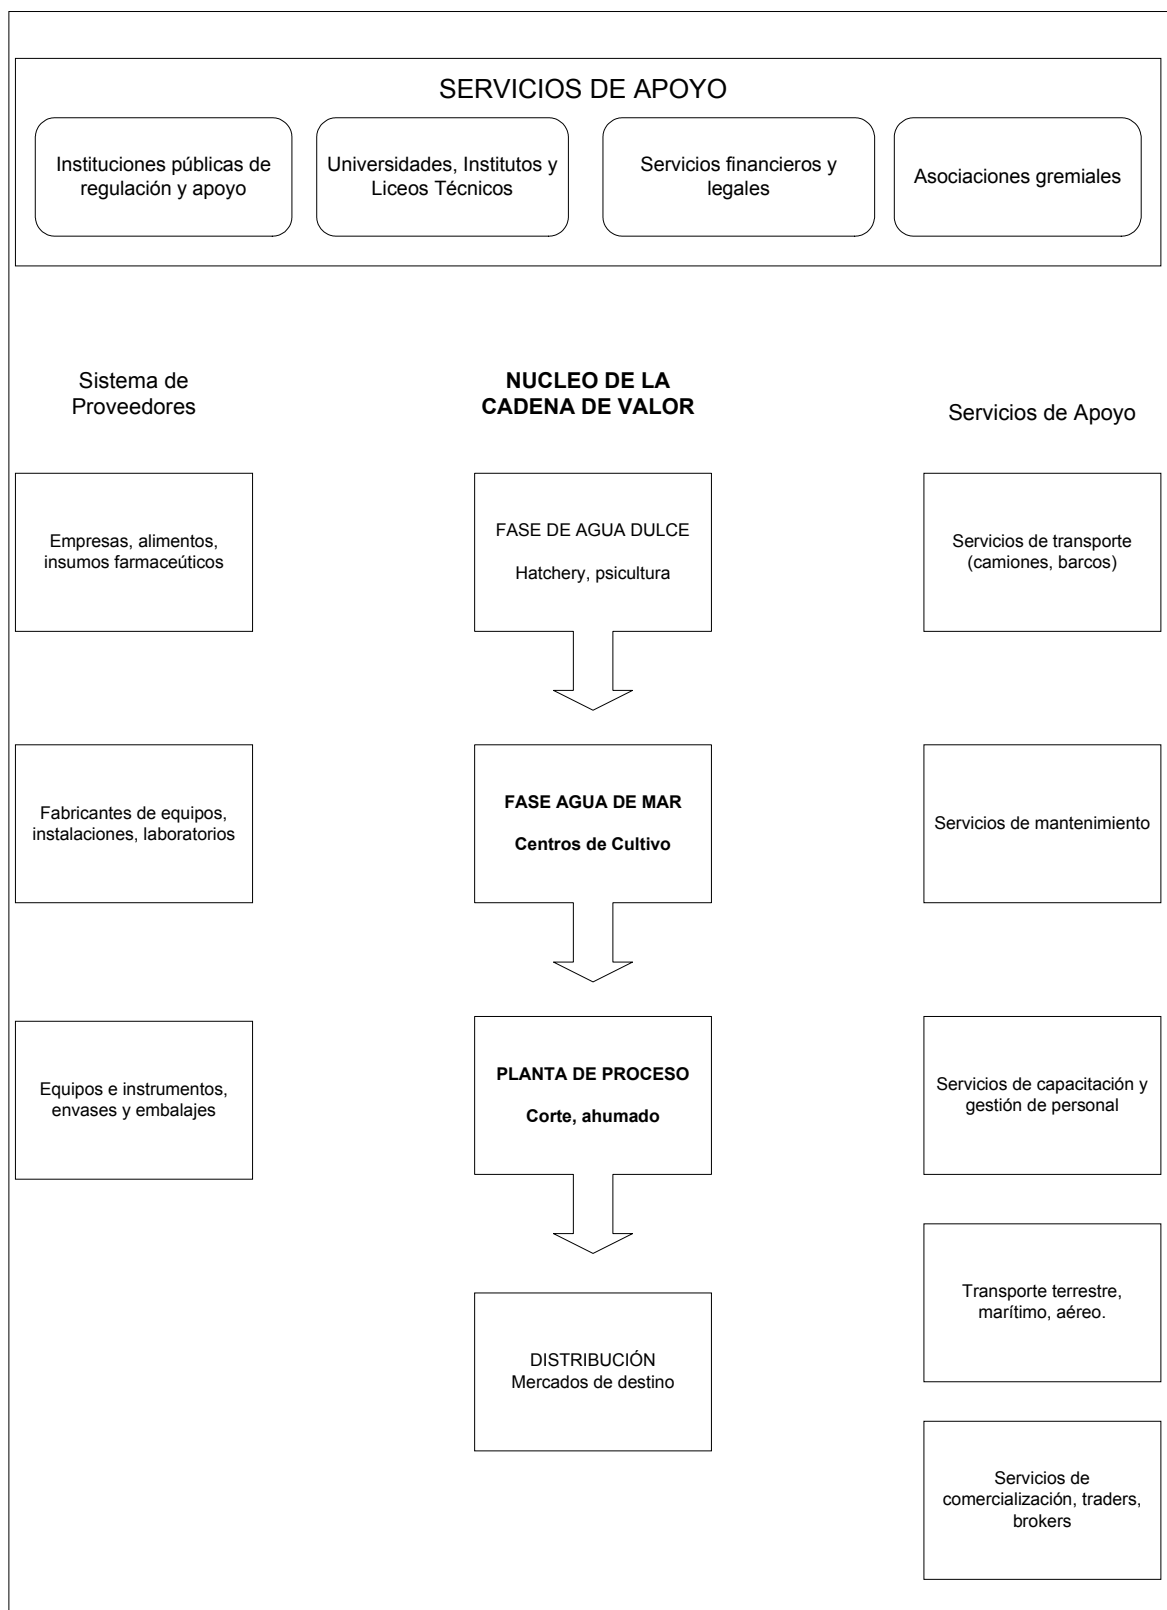 SERVICIOS DE APOYO
Instituciones públicas de
regulación y apoyo
Universidades, Institutos y
Liceos Técnicos
Servicios financieros y
legales
Asociaciones gremiales
Sistema de
Proveedores
NUCLEO DE LA
CADENA DE VALOR
Servicios de Apoyo
Empresas, alimentos,
insumos farmaceúticos
FASE DE AGUA DULCE
Hatchery, psicultura
Servicios de transporte
(camiones, barcos)
Fabricantes de equipos,
instalaciones, laboratorios
FASE AGUA DE MAR
Centros de Cultivo
Servicios de mantenimiento
Equipos e instrumentos,
envases y embalajes
PLANTA DE PROCESO
Corte, ahumado
Servicios de capacitación y
gestión de personal
Transporte terrestre,
marítimo, aéreo.
DISTRIBUCIÓN
Mercados de destino
Servicios de
comercialización, traders,
brokers